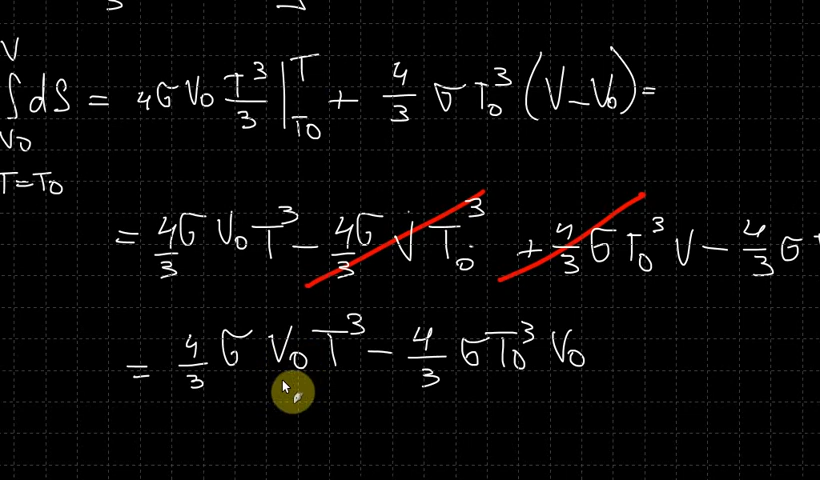 V
∫dS = 4σ V₀ T³/3 |ᵀ_T₀ + 4/3 σ T₀³ (V - V₀) =
V₀
T = T₀
= 4/3 σ V₀ T³ - 4σ/3 V T₀³ + 4/3 σ T₀³ V - 4/3 σ
= 4/3 σ V₀ T³ - 4/3 σ T₀³ V₀